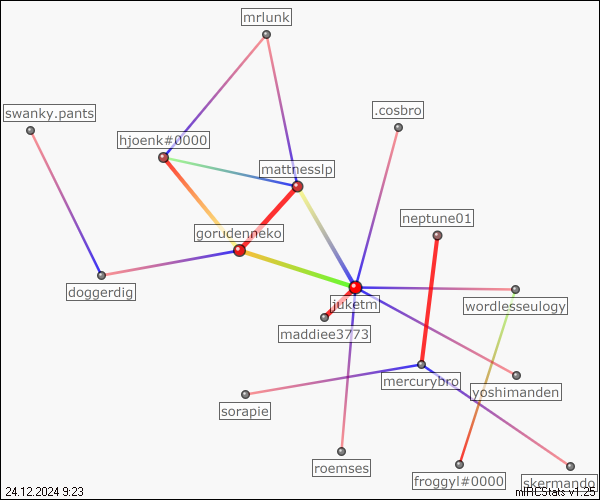 mrlunk
swanky.pants
.cosbro
hjoenk#0000
mattnesslp
neptune01
gorudenneko
doggerdig
juketm
wordlesseulogy
maddiee3773
mercurybro
yoshimanden
sorapie
roemses
froggyl#0000
skermando
24.12.2024 9:23
mIRCStats v1.25